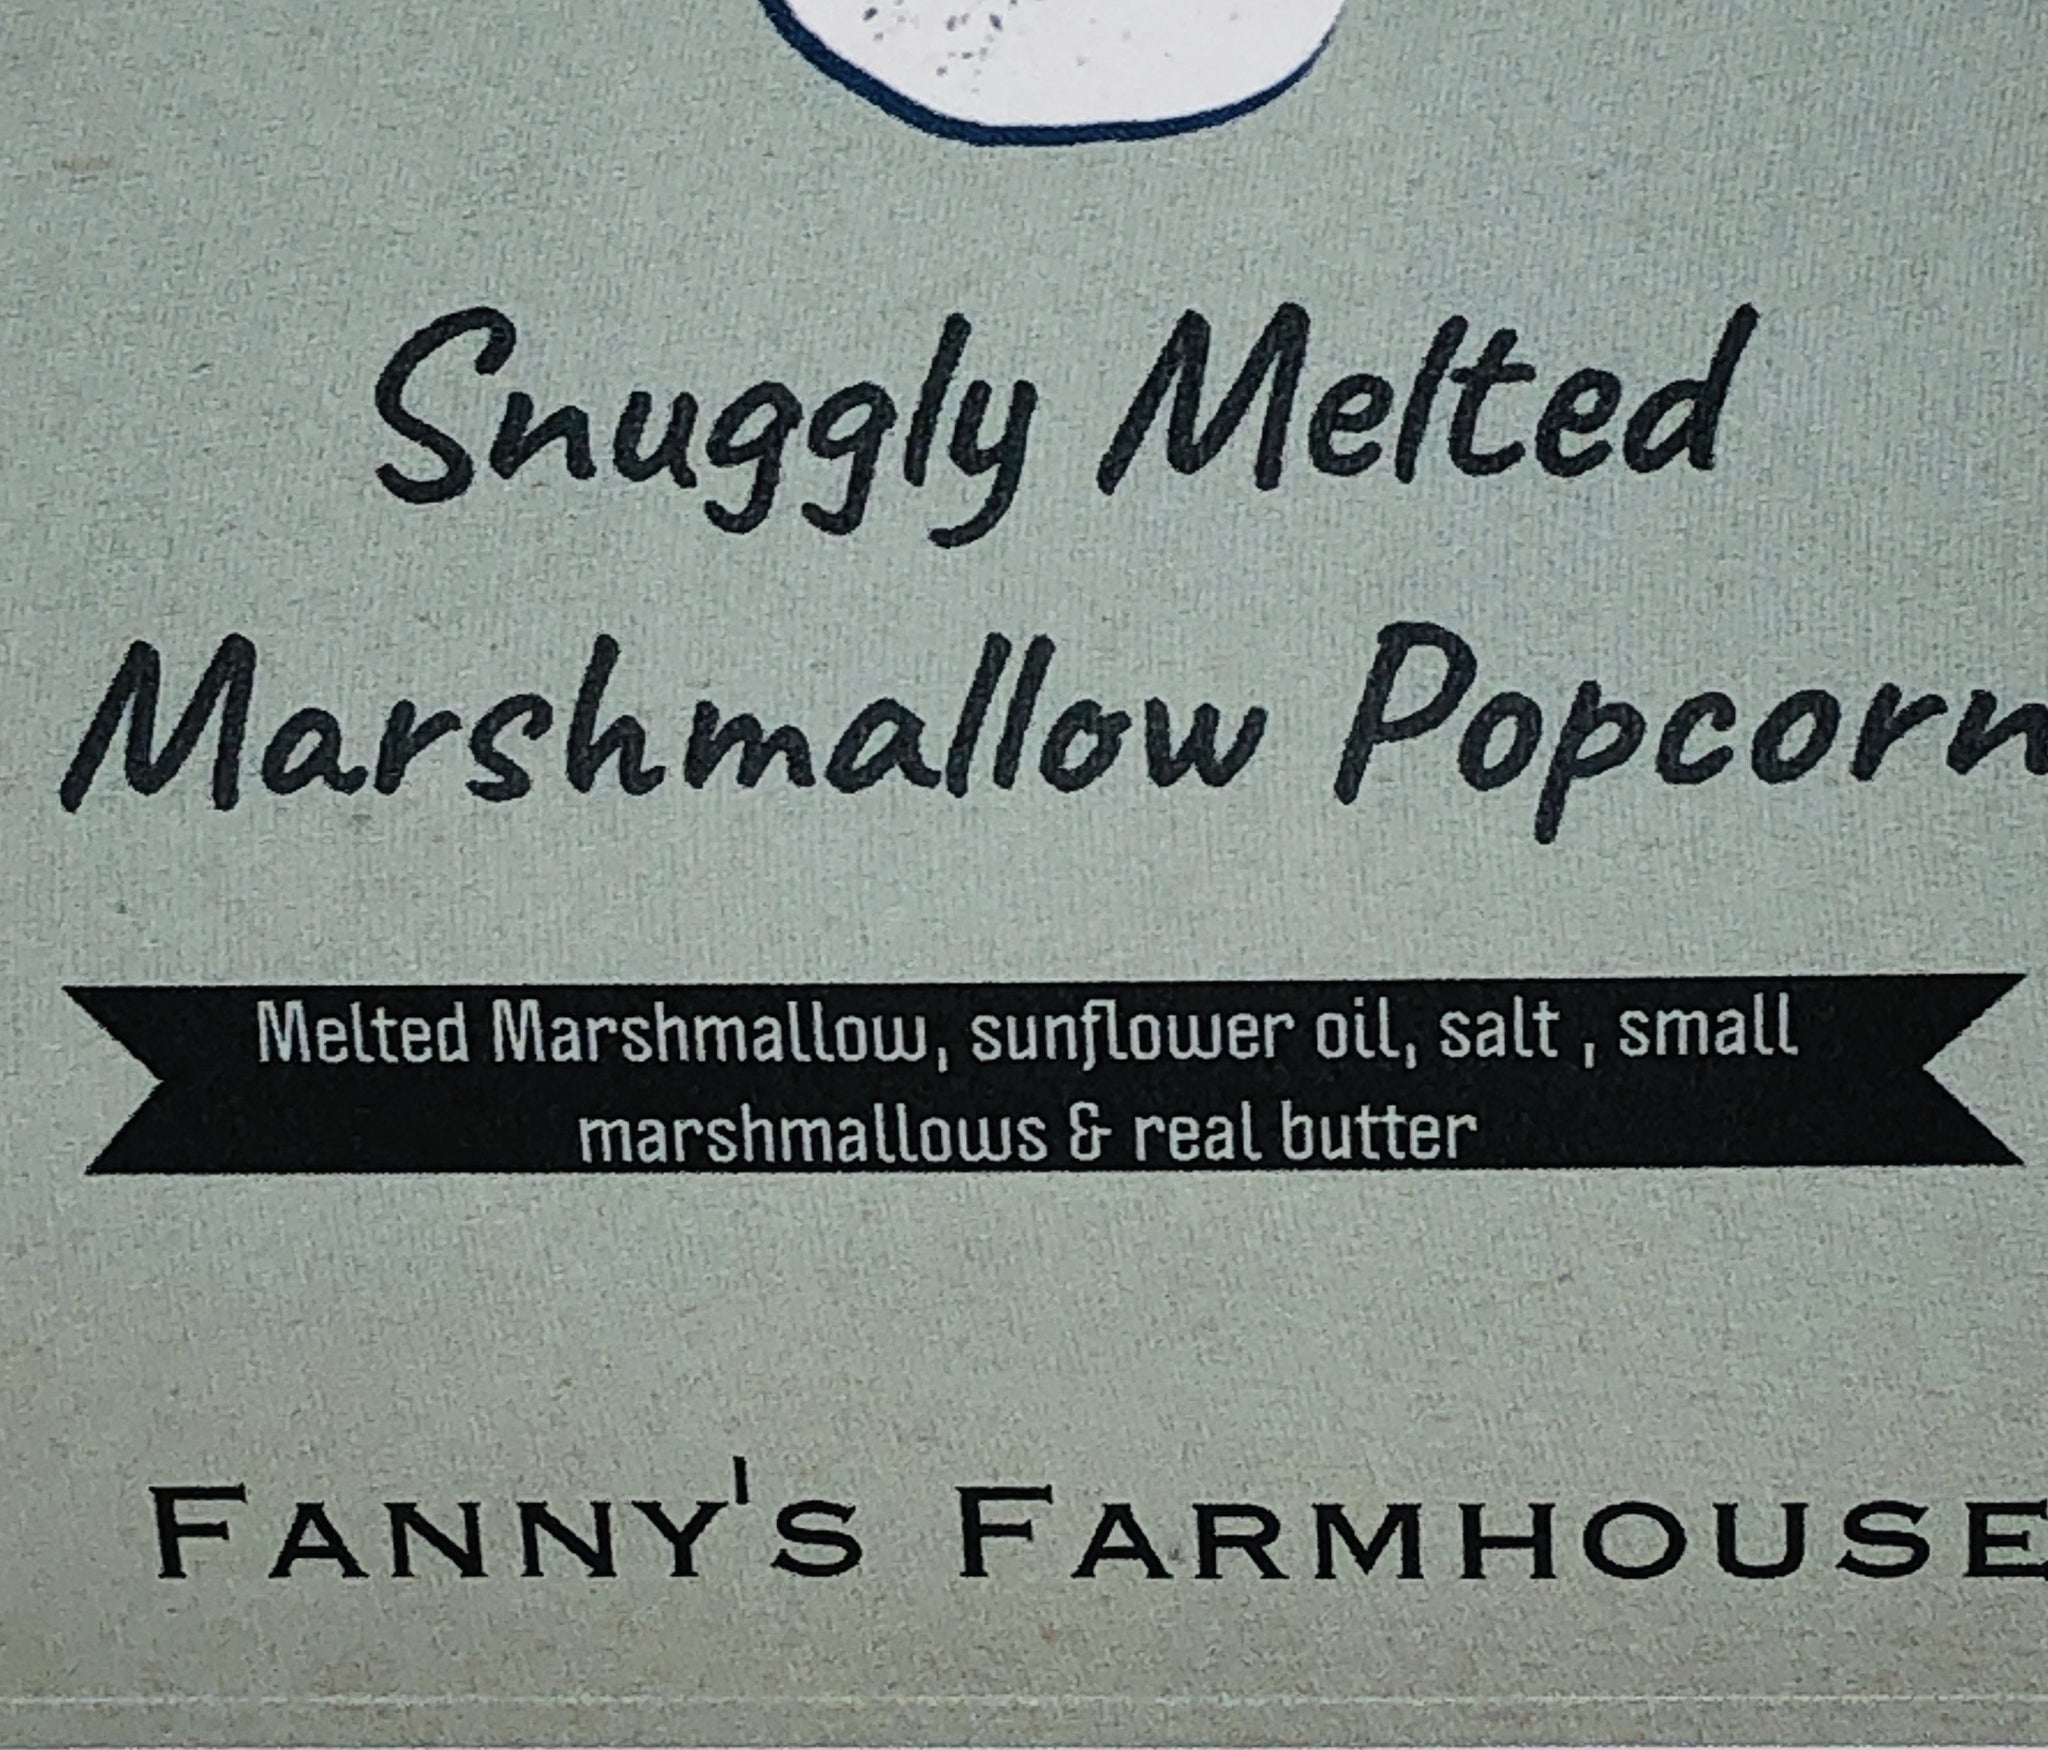 Snuggly Melted
Marshmallow Popcorn
Melted Marshmallow, sunflower oil, salt , small
marshmallows & real butter
FANNY'S FARMHOUSE